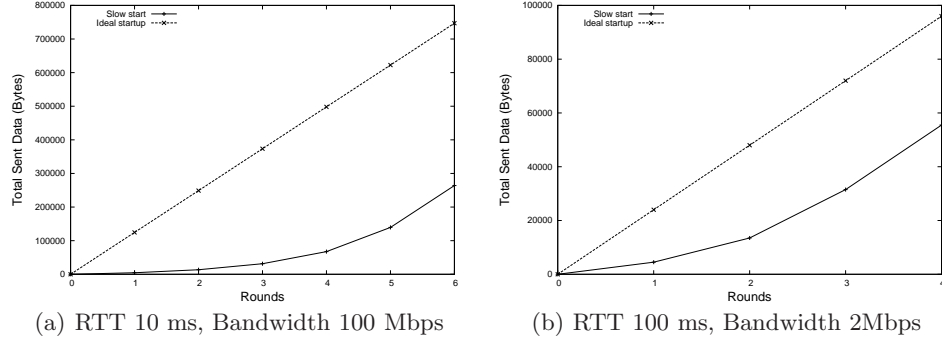 Slow start
Ideal startup
Total Sent Data (Bytes)
800000
700000
600000
500000
400000
300000
200000
100000
0
0 1 2 3 4 5 6
Rounds
(a) RTT 10 ms, Bandwidth 100 Mbps
Slow start
Ideal startup
Total Sent Data (Bytes)
100000
80000
60000
40000
20000
0
0 1 2 3 4
Rounds
(b) RTT 100 ms, Bandwidth 2Mbps